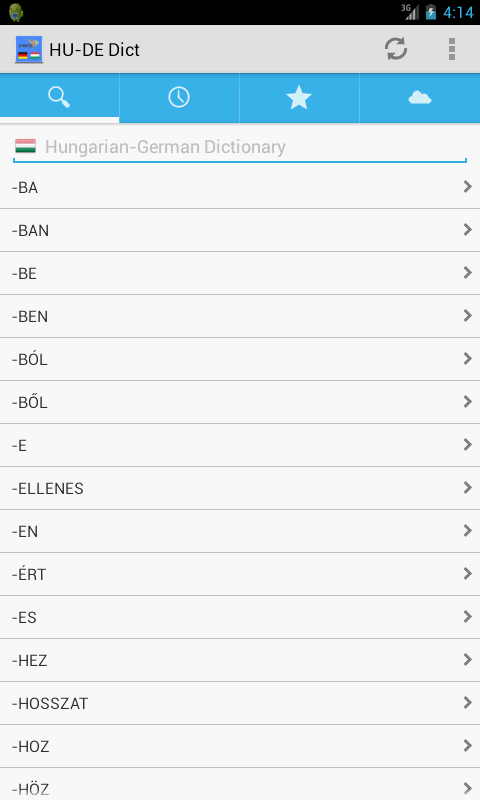 3G 4:14
HU-DE Dict
Hungarian-German Dictionary
-BA
-BAN
-BE
-BEN
-BÓL
-BŐL
-E
-ELLENES
-EN
-ÉRT
-ES
-HEZ
-HOSSZAT
-HOZ
-HÖZ